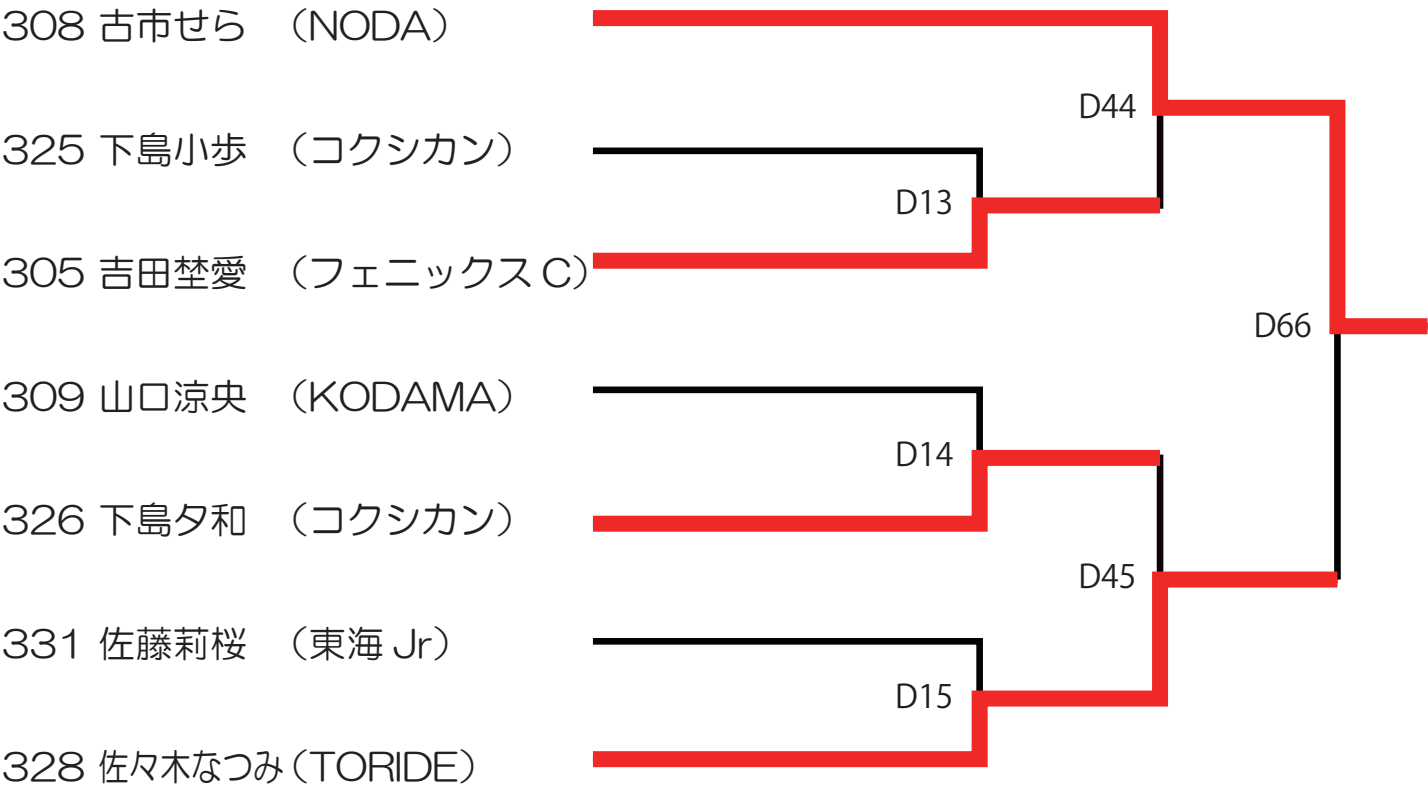 308 古市せら （NODA）
D44
325 下島小歩 （コクシカン）
D13
305 吉田埜愛 （フェニックス C）
D66
309 山口涼央 （KODAMA）
D14
326 下島夕和 （コクシカン）
D45
331 佐藤莉桜 （東海 Jr）
D15
328 佐々木なつみ（TORIDE）